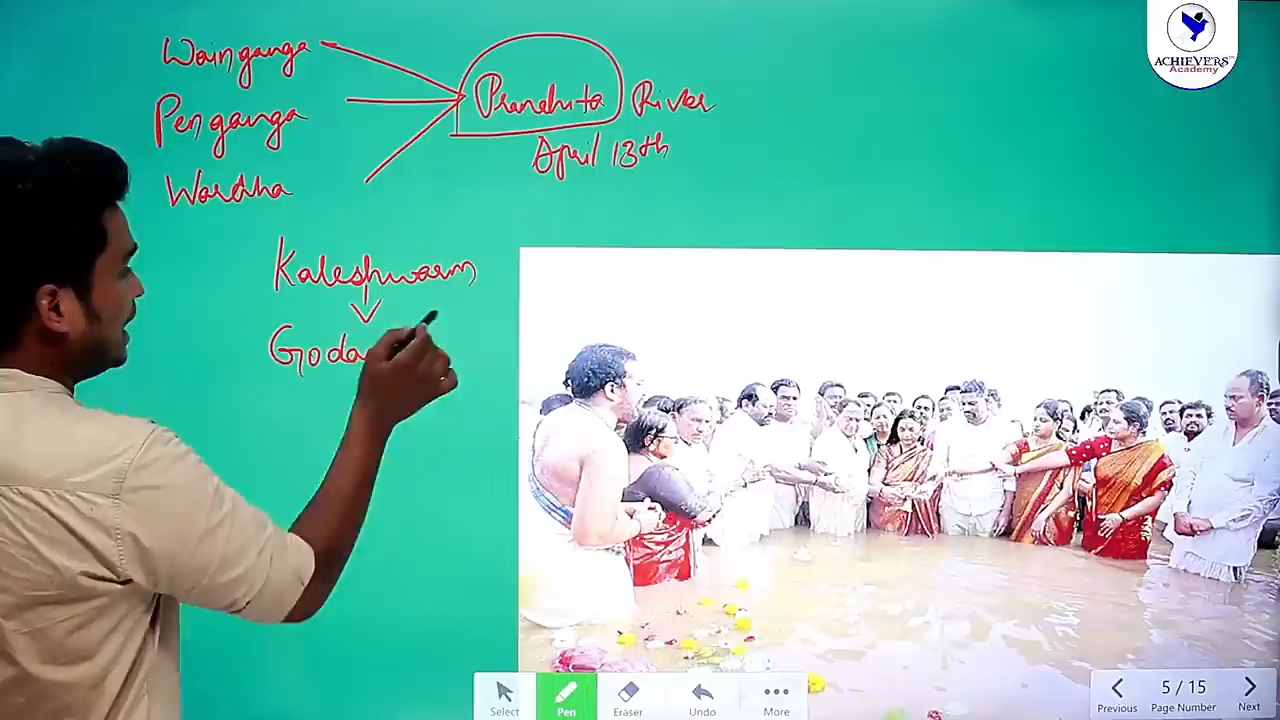 Wainganga
Penganga
Wardha
Pranahita River
April 13th
Kaleshwarm
Goda
ACHIEVERS
Academy
Select
Pen
Eraser
Undo
More
Previous
5 / 15
Page Number
Next